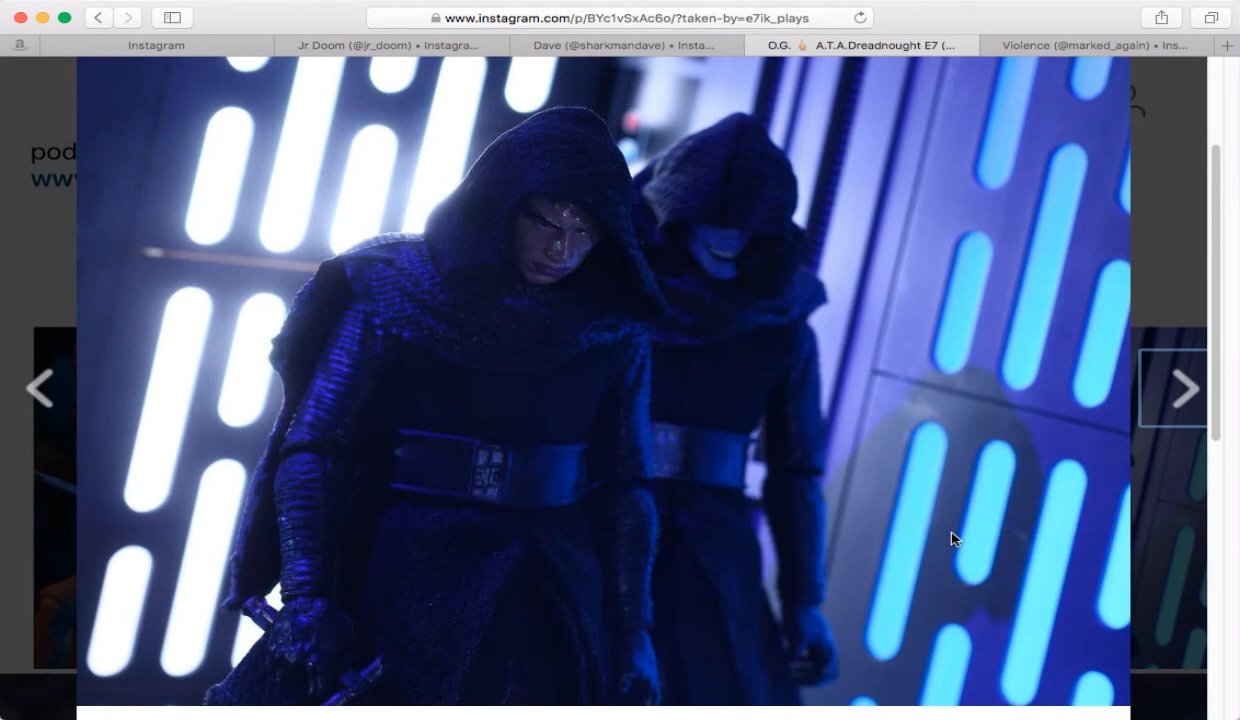 www.instagram.com/p/BYc1vSxAc6o/?taken-by=e7ik_plays
a Instagram Jr Doom (@jr_doom) • Instagra... Dave (@sharkmandave) • Insta... O.G. 👆 A.T.A.Dreadnought E7 (... Violence (@marked_again) • Ins...
pod
www